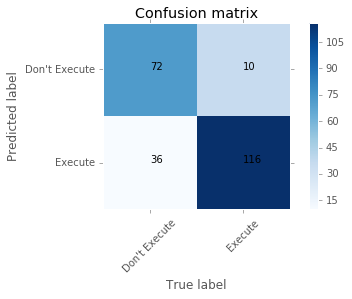 Confusion matrix
Predicted label
Don't Execute
72
10
Execute
36
116
Don't Execute
Execute
True label
105
90
75
60
45
30
15